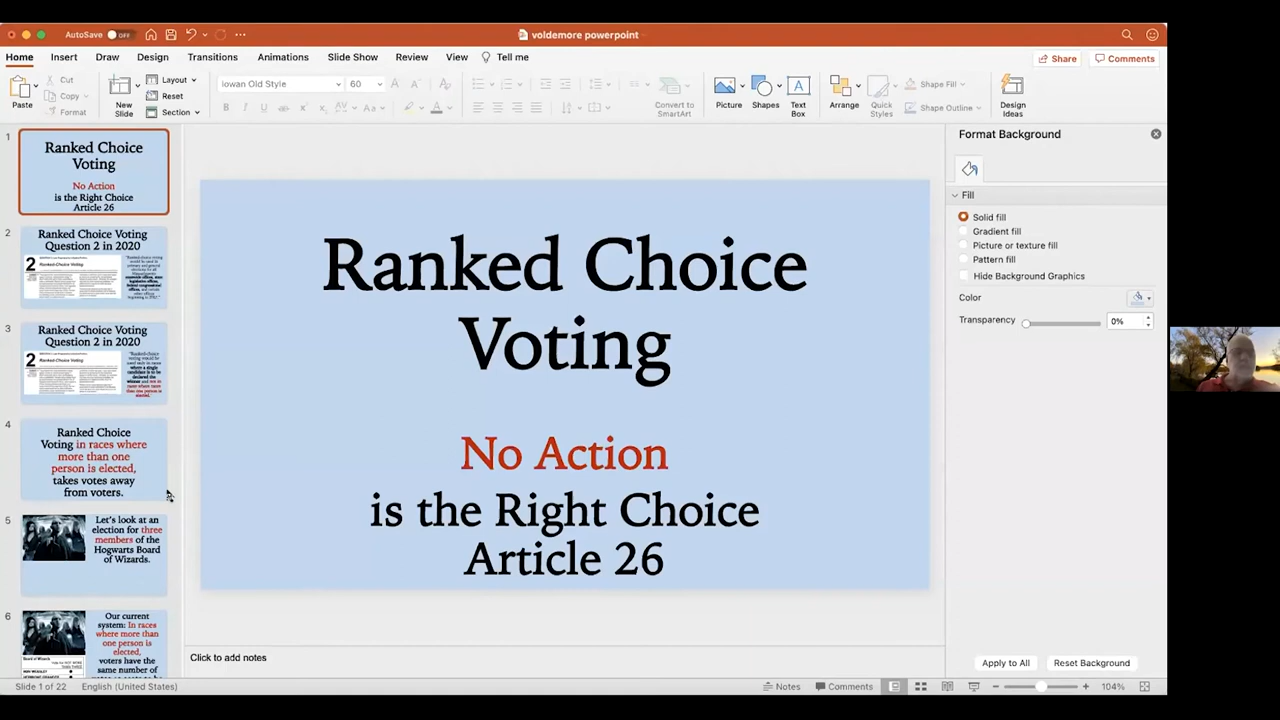 AutoSave OFF
voldemore powerpoint
Home Insert Draw Design Transitions Animations Slide Show Review View Tell me
Share Comments
Paste
Cut
Copy
Format
New Slide
Layout
Reset
Section
Iowan Old Style 60
Convert to SmartArt
Picture
Shapes
Text Box
Arrange
Quick Styles
Shape Fill
Shape Outline
Design Ideas
1
Ranked Choice
Voting
No Action
is the Right Choice
Article 26
2
Ranked Choice Voting
Question 2 in 2020
2
Ranked-Choice Voting
3
Ranked Choice Voting
Question 2 in 2020
2
Ranked-Choice Voting
4
Ranked Choice
Voting in races where
more than one
person is elected,
takes votes away
from voters.
5
Let's look at an
election for three
members of the
Hogwarts Board
of Wizards.
6
Our current
system: In races
where more than
one person is
elected,
voters have the
same number of
Ranked Choice
Voting
No Action
is the Right Choice
Article 26
Click to add notes
Format Background
Fill
Solid fill
Gradient fill
Picture or texture fill
Pattern fill
Hide Background Graphics
Color
Transparency 0%
Apply to All Reset Background
Slide 1 of 22 English (United States)
Notes Comments 104%